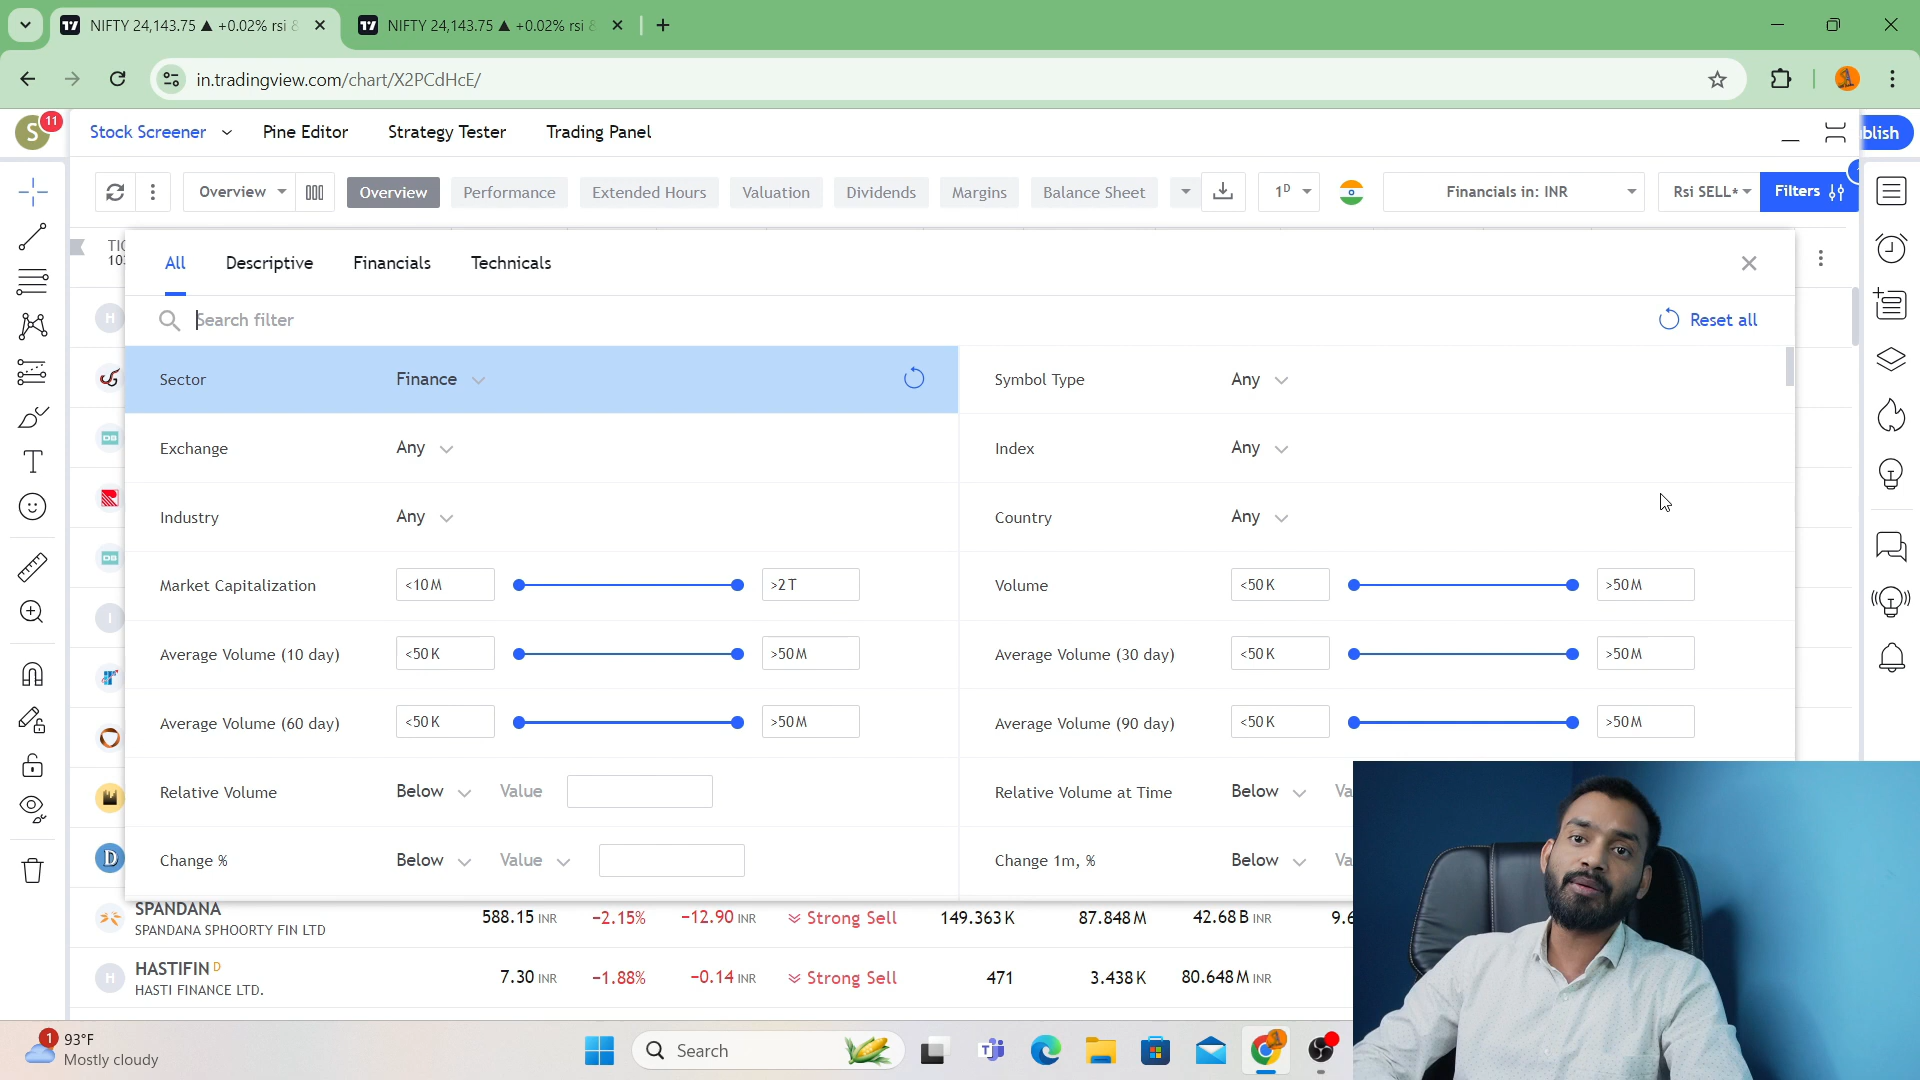 NIFTY 24,143.75 ▲ +0.02% rsi &
NIFTY 24,143.75 ▲ +0.02% rsi &
in.tradingview.com/chart/X2PCdHcE/
S 11
Stock Screener Pine Editor Strategy Tester Trading Panel
blish
Overview Overview Performance Extended Hours Valuation Dividends Margins Balance Sheet 1D Financials in: INR Rsi SELL* Filters
All Descriptive Financials Technicals
Search filter Reset all
Sector Finance Symbol Type Any
Exchange Any Index Any
Industry Any Country Any
Market Capitalization <10M >2T Volume <50K >50M
Average Volume (10 day) <50K >50M Average Volume (30 day) <50K >50M
Average Volume (60 day) <50K >50M Average Volume (90 day) <50K >50M
Relative Volume Below Value Relative Volume at Time Below Va
Change % Below Value Change 1m, % Below Va
SPANDANA 588.15 INR −2.15% −12.90 INR Strong Sell 149.363K 87.848M 42.68B INR 9.6
SPANDANA SPHOORTY FIN LTD
HASTIFIN D 7.30 INR −1.88% −0.14 INR Strong Sell 471 3.438K 80.648M INR
HASTI FINANCE LTD.
1 93°F
Mostly cloudy
Search